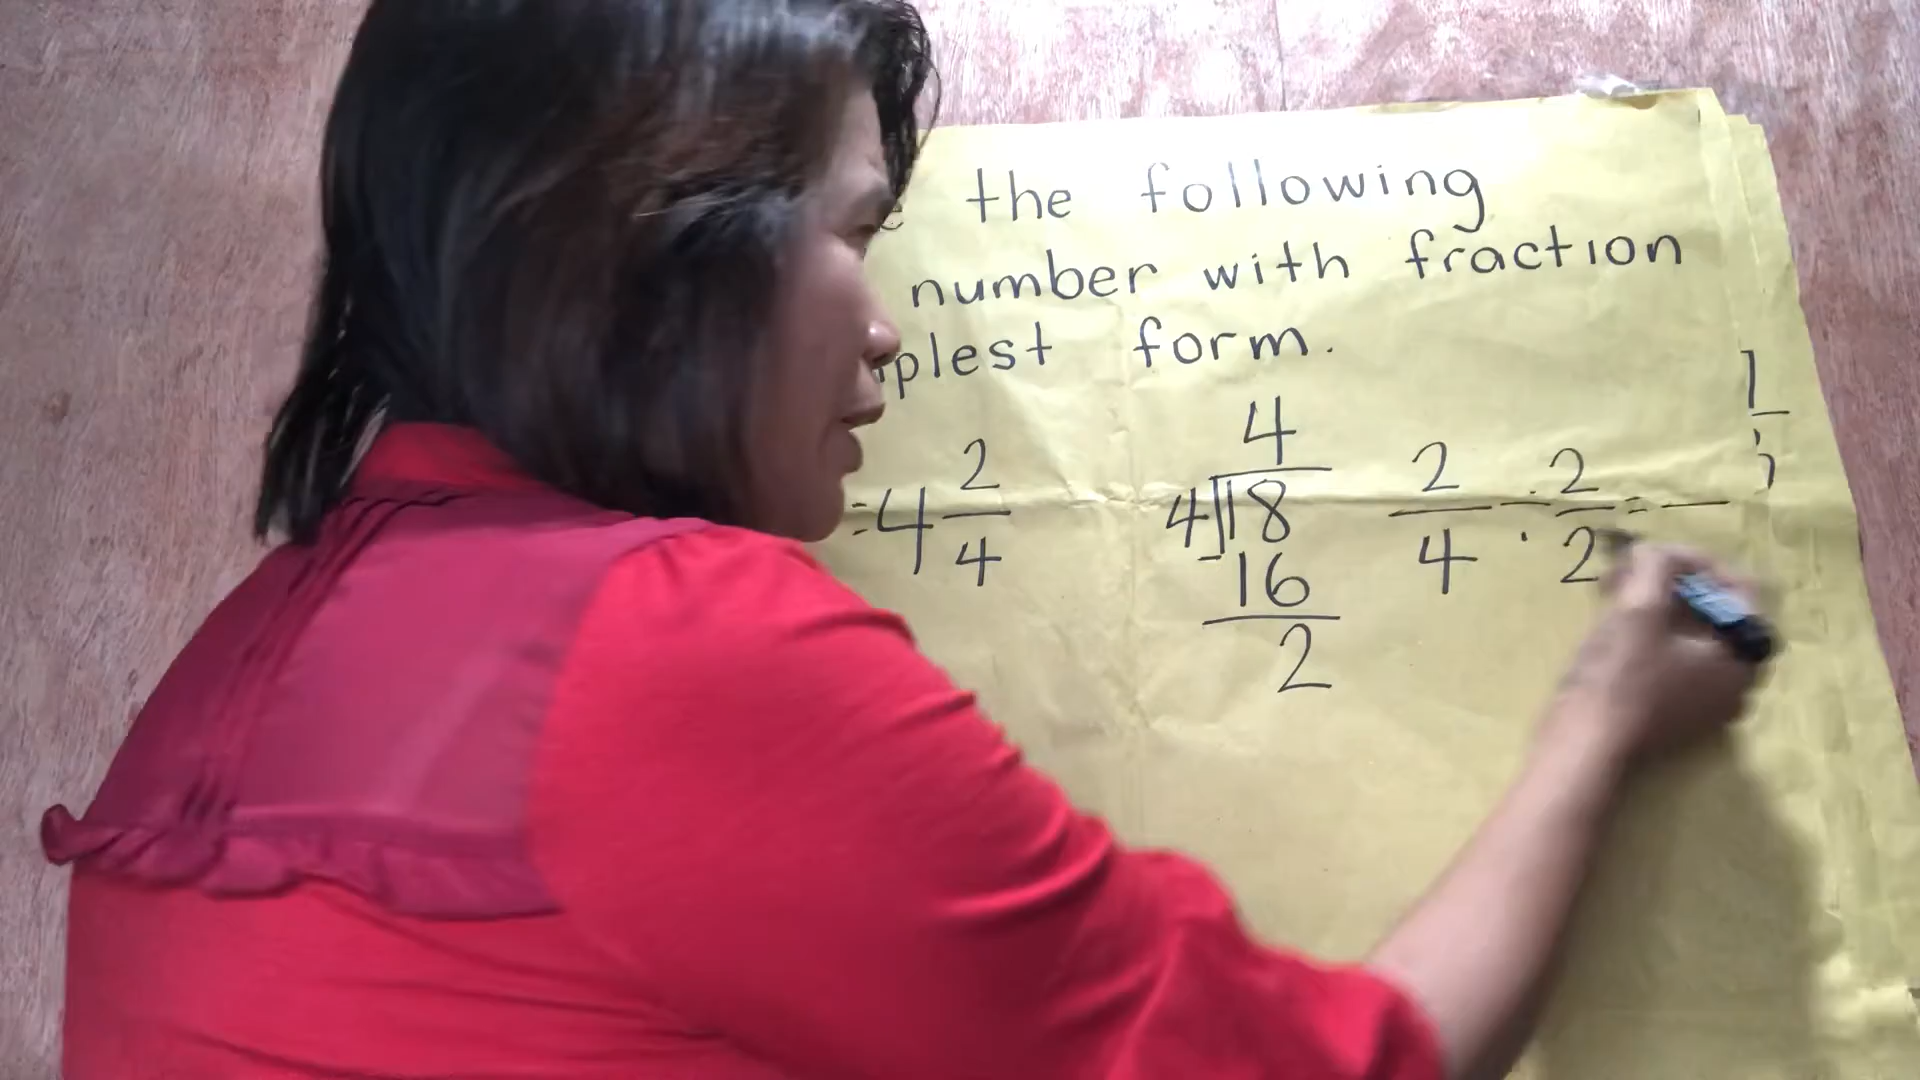 the following
number with fraction
plest form.
= 4 2/4
4
4 18
16
2
2/4 ÷ 2/2 = —
1